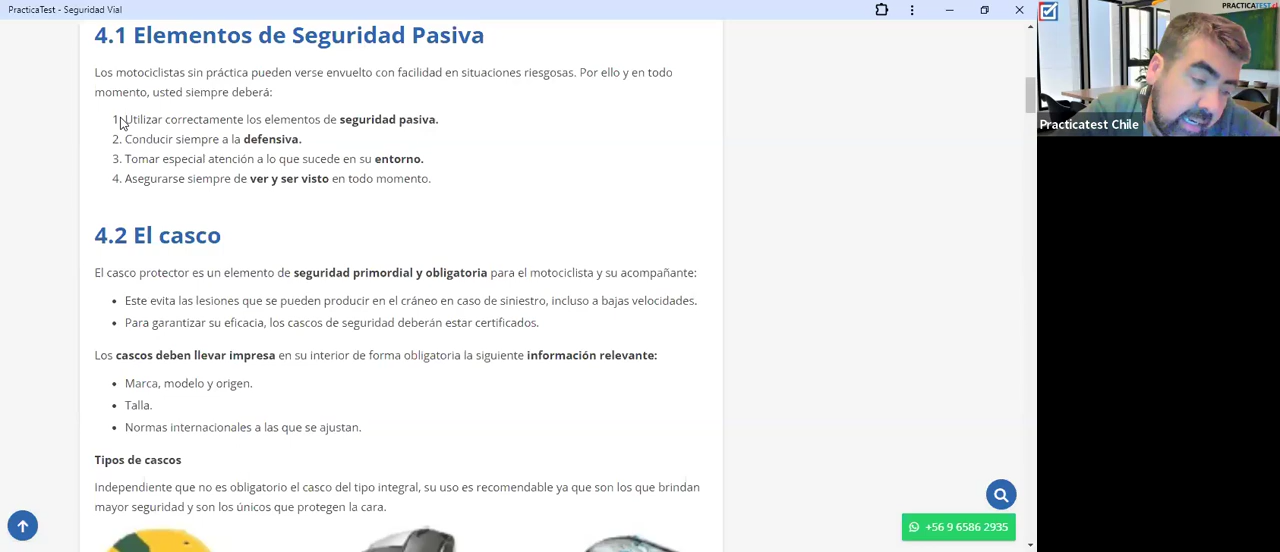 PracticaTest - Seguridad Vial
PRACTICATEST.cl
4.1 Elementos de Seguridad Pasiva
Los motociclistas sin práctica pueden verse envuelto con facilidad en situaciones riesgosas. Por ello y en todo
momento, usted siempre deberá:
1. Utilizar correctamente los elementos de seguridad pasiva.
2. Conducir siempre a la defensiva.
3. Tomar especial atención a lo que sucede en su entorno.
4. Asegurarse siempre de ver y ser visto en todo momento.
Practicatest Chile
4.2 El casco
El casco protector es un elemento de seguridad primordial y obligatoria para el motociclista y su acompañante:
• Este evita las lesiones que se pueden producir en el cráneo en caso de siniestro, incluso a bajas velocidades.
• Para garantizar su eficacia, los cascos de seguridad deberán estar certificados.
Los cascos deben llevar impresa en su interior de forma obligatoria la siguiente información relevante:
• Marca, modelo y origen.
• Talla.
• Normas internacionales a las que se ajustan.
Tipos de cascos
Independiente que no es obligatorio el casco del tipo integral, su uso es recomendable ya que son los que brindan
mayor seguridad y son los únicos que protegen la cara.
+56 9 6586 2935